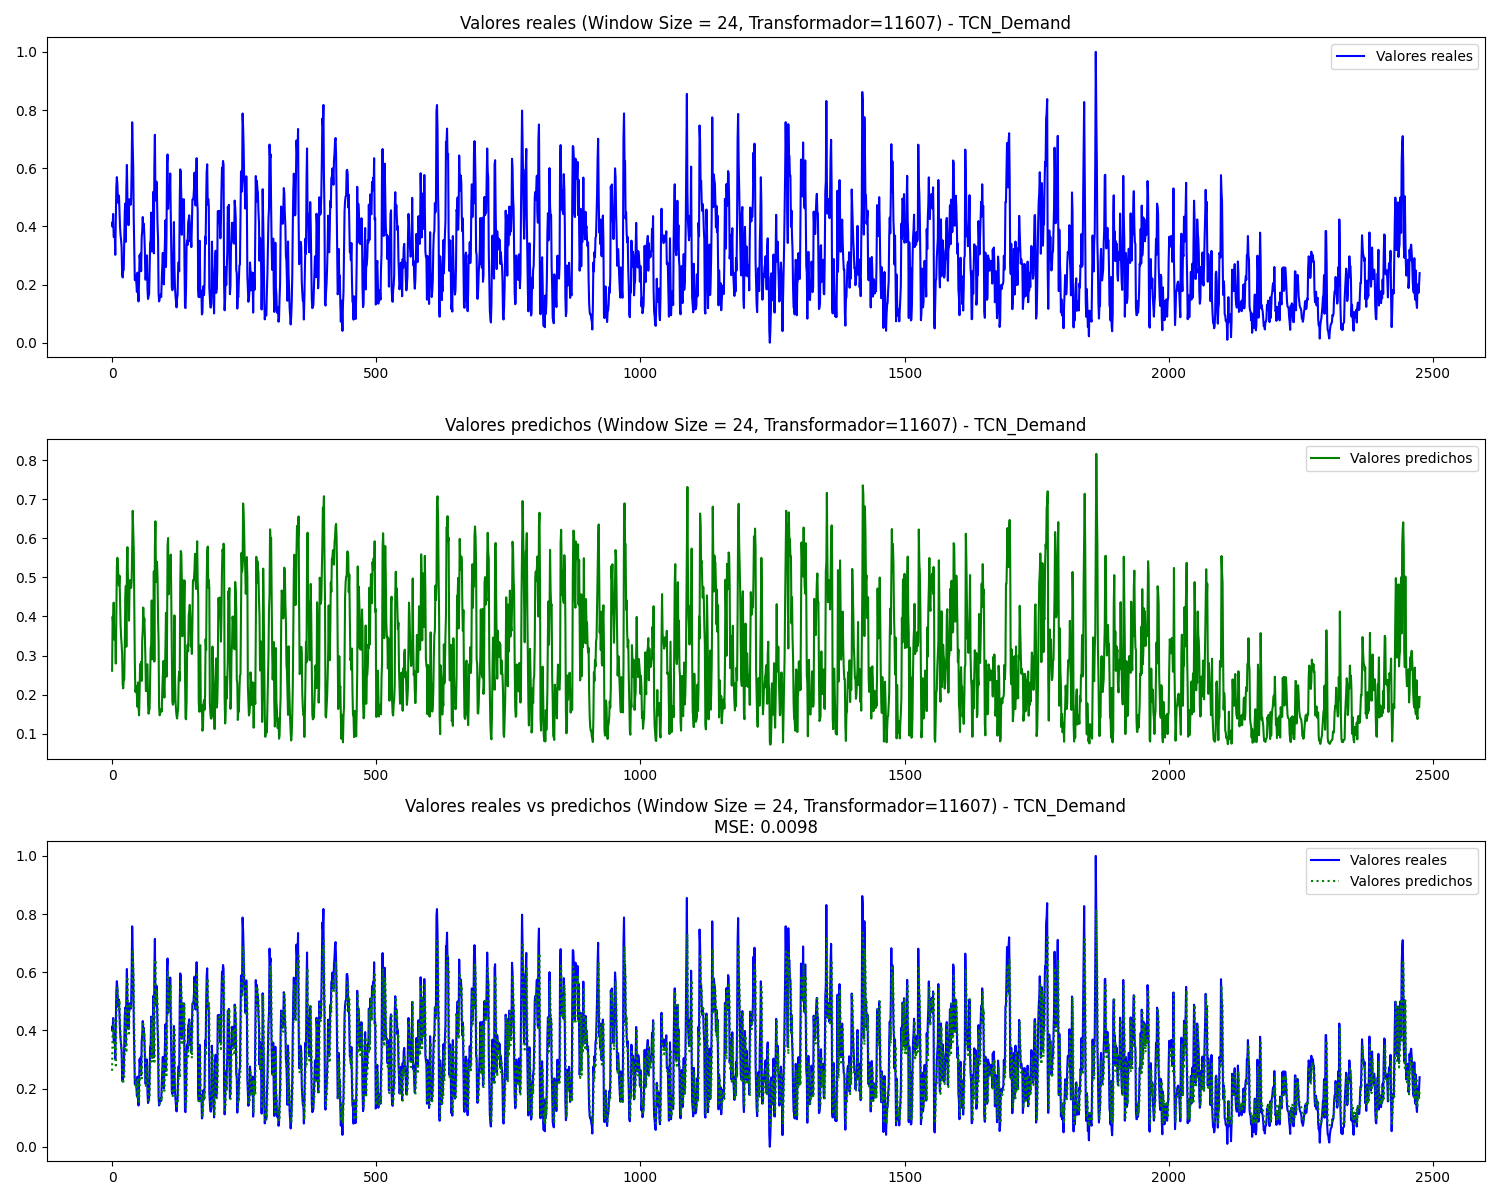 Valores reales (Window Size = 24, Transformador=11607) - TCN_Demand
Valores reales
1.0
0.8
0.6
0.4
0.2
0.0
0 500 1000 1500 2000 2500
Valores predichos (Window Size = 24, Transformador=11607) - TCN_Demand
Valores predichos
0.8
0.7
0.6
0.5
0.4
0.3
0.2
0.1
0 500 1000 1500 2000 2500
Valores reales vs predichos (Window Size = 24, Transformador=11607) - TCN_Demand
MSE: 0.0098
Valores reales
Valores predichos
1.0
0.8
0.6
0.4
0.2
0.0
0 500 1000 1500 2000 2500